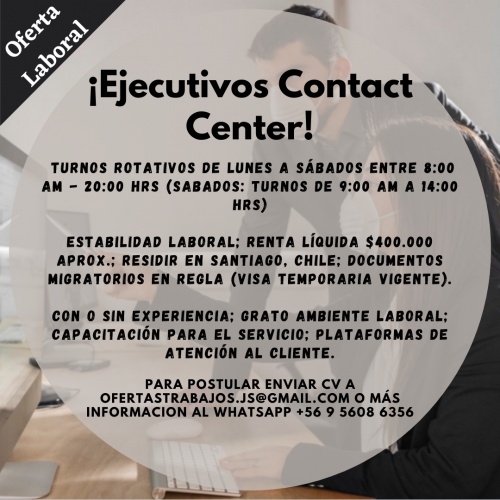 Oferta
Laboral
¡Ejecutivos Contact
Center!
TURNOS ROTATIVOS DE LUNES A SÁBADOS ENTRE 8:00
AM – 20:00 HRS (SABADOS: TURNOS DE 9:00 AM A 14:00
HRS)
ESTABILIDAD LABORAL; RENTA LÍQUIDA $400.000
APROX.; RESIDIR EN SANTIAGO, CHILE; DOCUMENTOS
MIGRATORIOS EN REGLA (VISA TEMPORARIA VIGENTE).
CON O SIN EXPERIENCIA; GRATO AMBIENTE LABORAL;
CAPACITACIÓN PARA EL SERVICIO; PLATAFORMAS DE
ATENCIÓN AL CLIENTE.
PARA POSTULAR ENVIAR CV A
OFERTASTRABAJOS.JS@GMAIL.COM O MÁS
INFORMACION AL WHATSAPP +56 9 5608 6356